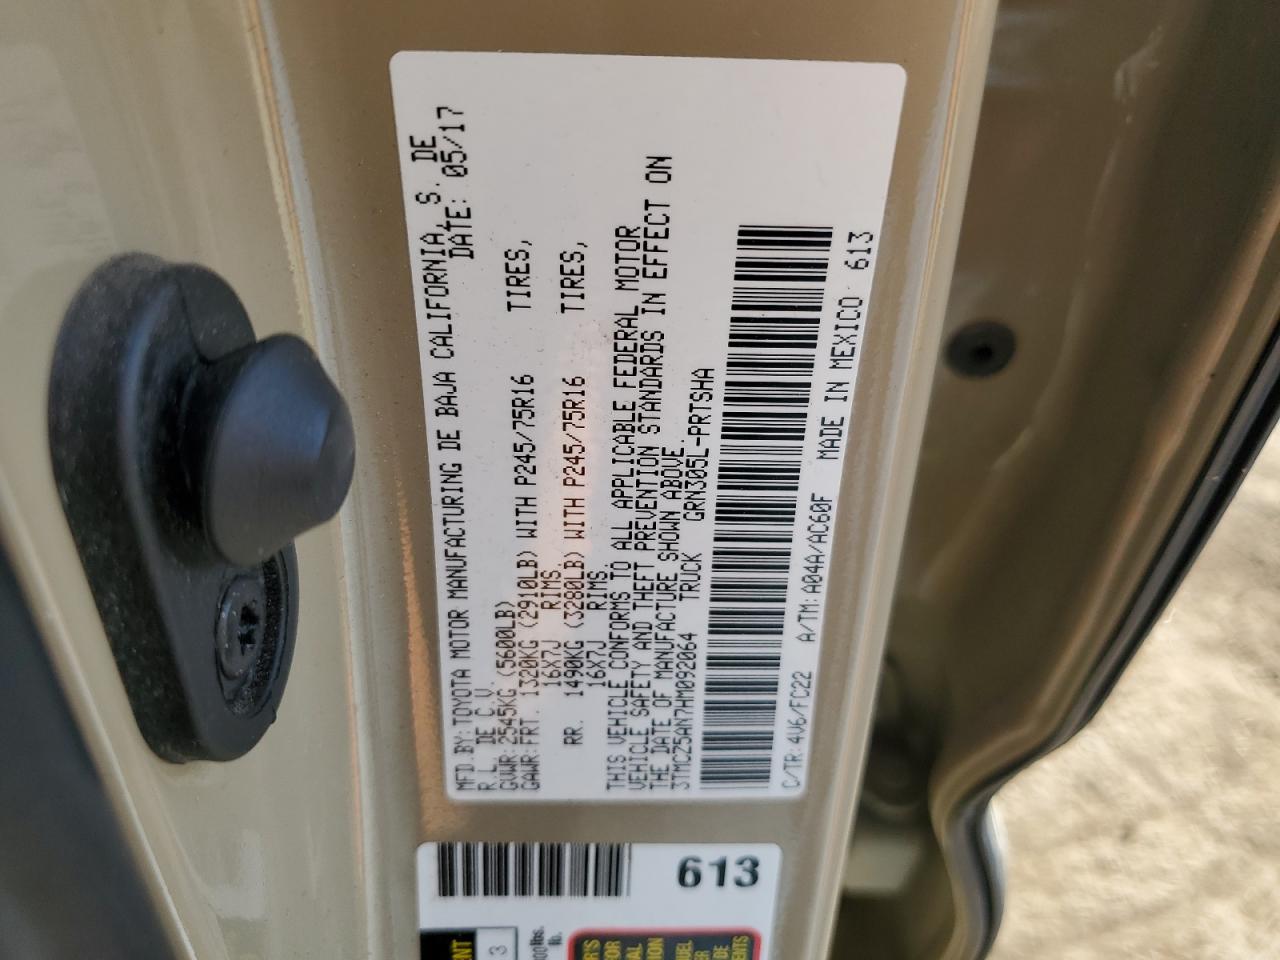 MFD.BY:TOYOTA MOTOR MANUFACTURING DE BAJA CALIFORNIA, S. DE
R.L. DE C.V. DATE: 05/17
GVWR:2545KG (5600LB)
GAWR:FRT. 1320KG (2910LB) WITH P245/75R16 TIRES,
16X7J RIMS.
RR. 1490KG (3280LB) WITH P245/75R16 TIRES,
16X7J RIMS.
THIS VEHICLE CONFORMS TO ALL APPLICABLE FEDERAL MOTOR
VEHICLE SAFETY AND THEFT PREVENTION STANDARDS IN EFFECT ON
THE DATE OF MANUFACTURE SHOWN ABOVE.
3TMCZ5AN7HM092064 TRUCK GRN305L-PRTSHA
C/TR:4V6/FC22 A/TM:A04A/AC60F MADE IN MEXICO 613
613